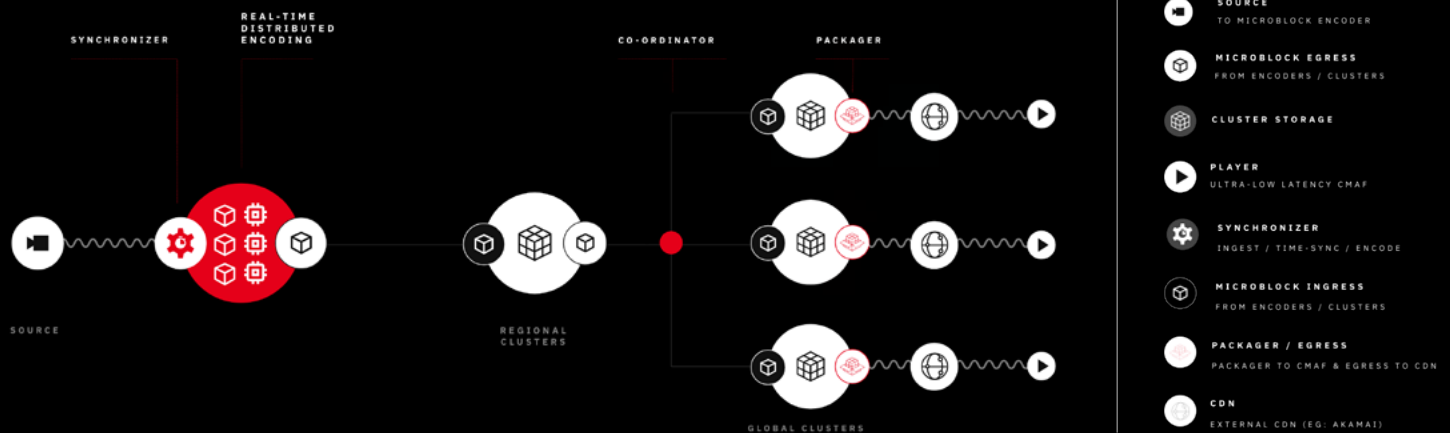 REAL-TIME
DISTRIBUTED
ENCODING
SYNCHRONIZER
CO-ORDINATOR
PACKAGER
SOURCE
REGIONAL
CLUSTERS
GLOBAL CLUSTERS
SOURCE
TO MICROBLOCK ENCODER
MICROBLOCK EGRESS
FROM ENCODERS / CLUSTERS
CLUSTER STORAGE
PLAYER
ULTRA-LOW LATENCY CMAF
SYNCHRONIZER
INGEST / TIME-SYNC / ENCODE
MICROBLOCK INGRESS
FROM ENCODERS / CLUSTERS
PACKAGER / EGRESS
PACKAGER TO CMAF & EGRESS TO CDN
CDN
EXTERNAL CDN (EG: AKAMAI)